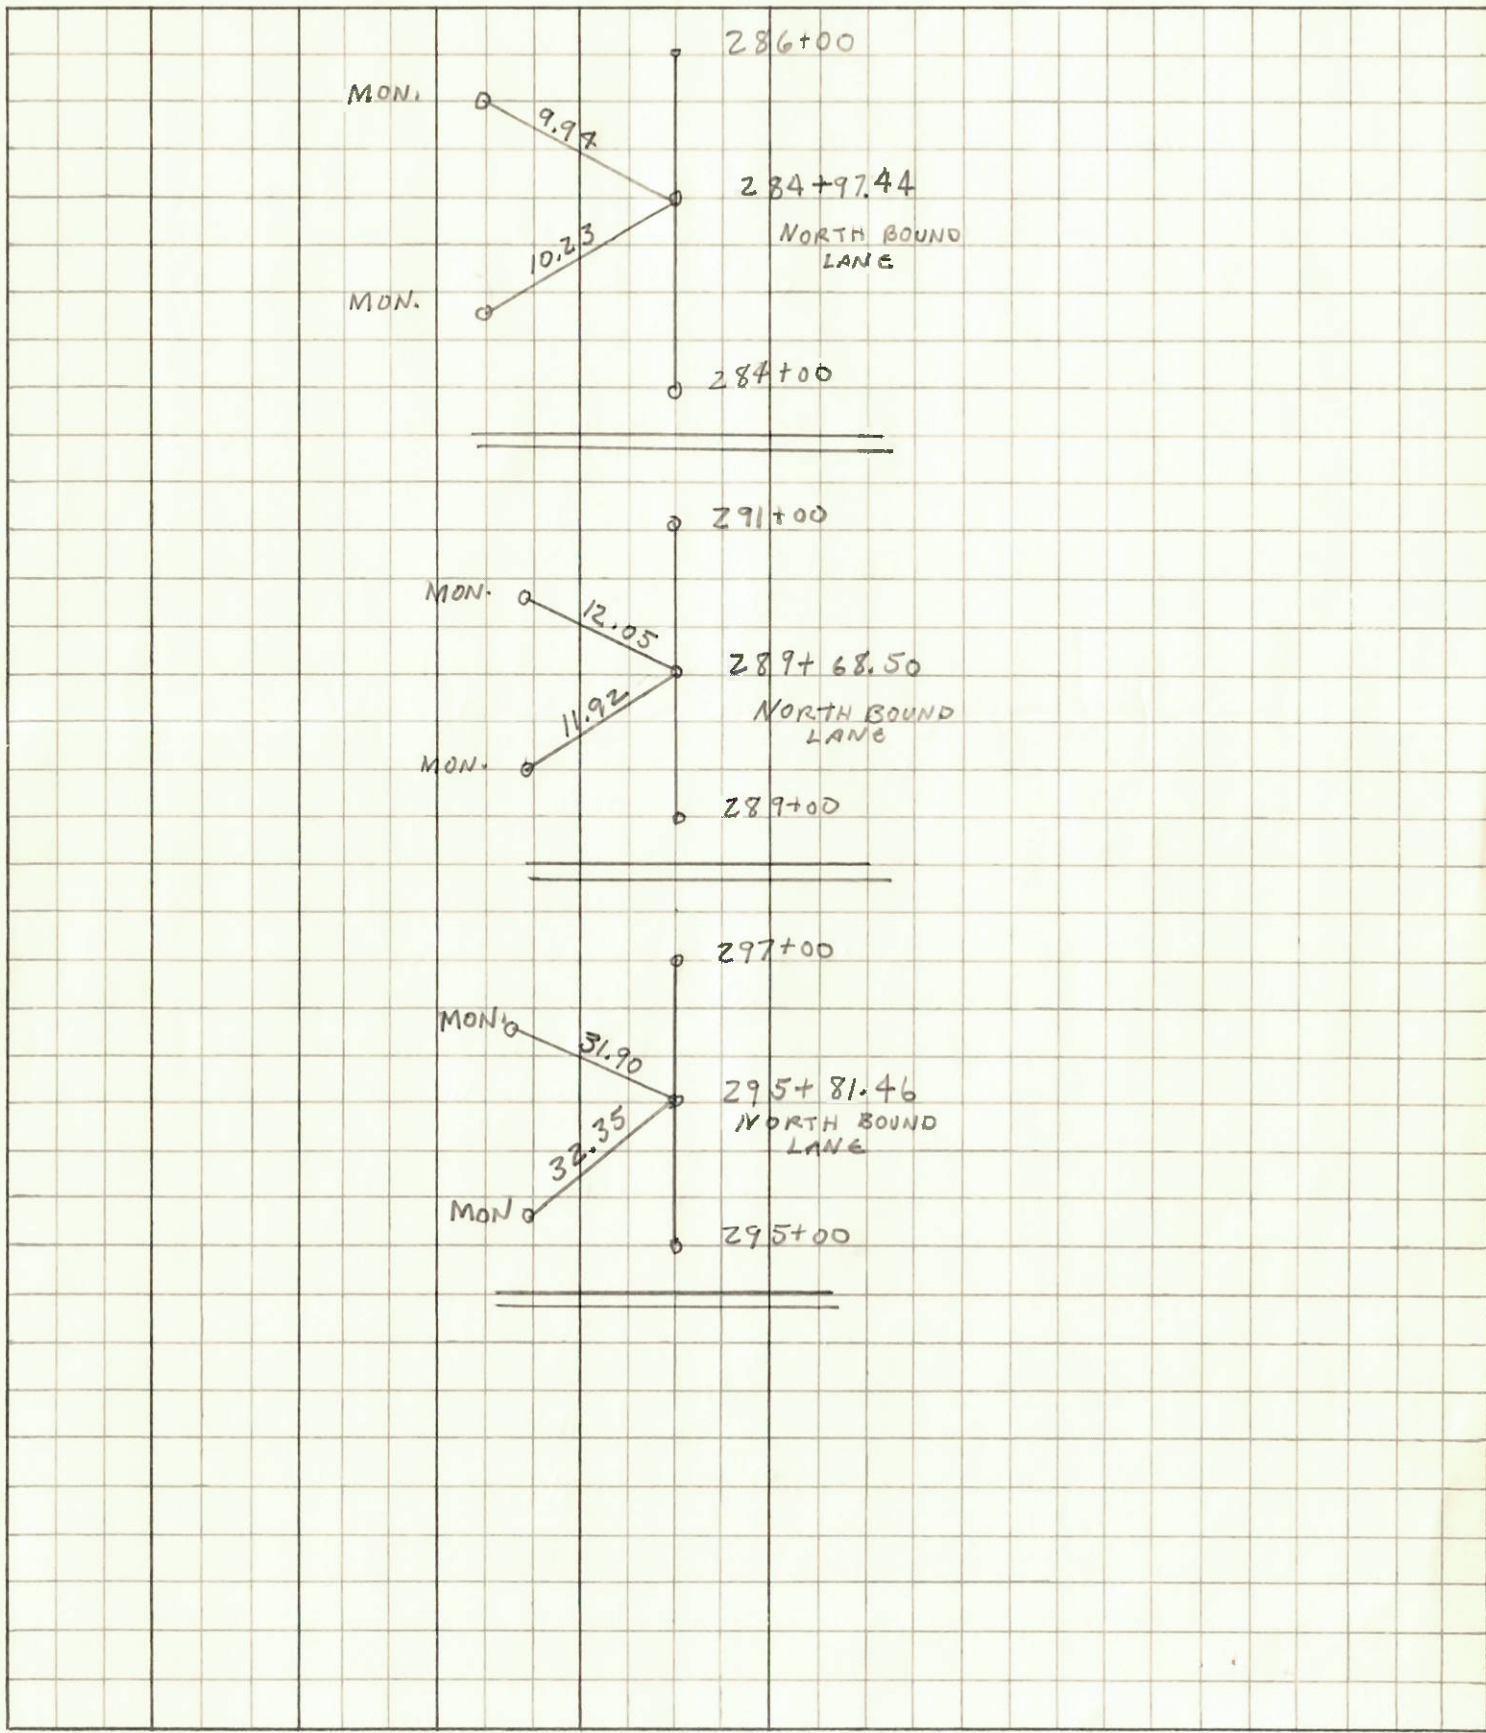 286+00
MON.
9.94
284+97.44
NORTH BOUND
LANE
10.23
MON.
284+00
291+00
MON.
12.05
289+68.50
NORTH BOUND
LANE
11.92
MON.
289+00
297+00
MON.
31.90
295+81.46
NORTH BOUND
LANE
32.35
MON
295+00